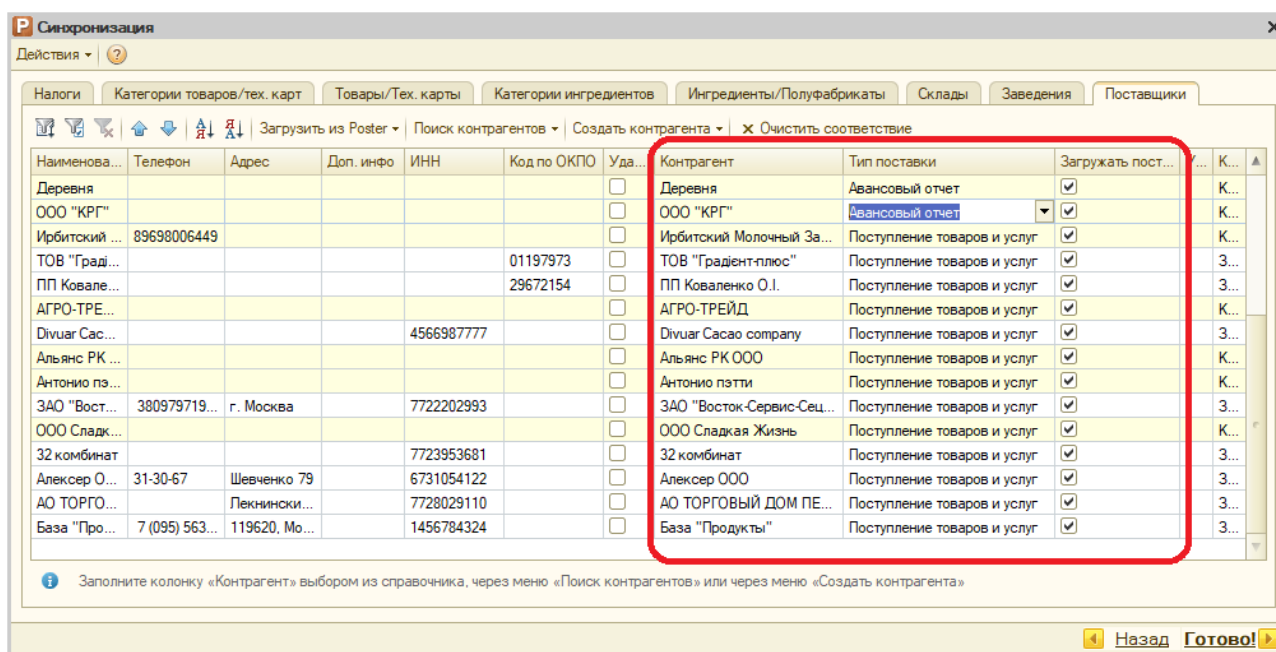 Синхронизация
Действия
Налоги Категории товаров/тех. карт Товары/Тех. карты Категории ингредиентов Ингредиенты/Полуфабрикаты Склады Заведения Поставщики
Загрузить из Poster Поиск контрагентов Создать контрагента Очистить соответствие
Наименова... Телефон Адрес Доп. инфо ИНН Код по ОКПО Уда... Контрагент Тип поставки Загружать пост... У... К...
Деревня Деревня Авансовый отчет К...
ООО "КРГ" ООО "КРГ" Авансовый отчет К...
Ирбитский ... 89698006449 Ирбитский Молочный За... Поступление товаров и услуг К...
ТОВ "Граді... 01197973 ТОВ "Градієнт-плюс" Поступление товаров и услуг З...
ПП Ковале... 29672154 ПП Коваленко О.І. Поступление товаров и услуг З...
АГРО-ТРЕ... АГРО-ТРЕЙД Поступление товаров и услуг К...
Divuar Cac... 4566987777 Divuar Cacao company Поступление товаров и услуг З...
Альянс РК ... Альянс РК ООО Поступление товаров и услуг К...
Антонио пэ... Антонио пэтти Поступление товаров и услуг К...
ЗАО "Вост... 380979719... г. Москва 7722202993 ЗАО "Восток-Сервис-Сец... Поступление товаров и услуг З...
ООО Сладк... ООО Сладкая Жизнь Поступление товаров и услуг К...
32 комбинат 7723953681 32 комбинат Поступление товаров и услуг З...
Алексер О... 31-30-67 Шевченко 79 6731054122 Алексер ООО Поступление товаров и услуг З...
АО ТОРГО... Лекнински... 7728029110 АО ТОРГОВЫЙ ДОМ ПЕ... Поступление товаров и услуг З...
База "Про... 7 (095) 563... 119620, Мо... 1456784324 База "Продукты" Поступление товаров и услуг З...
Заполните колонку «Контрагент» выбором из справочника, через меню «Поиск контрагентов» или через меню «Создать контрагента»
Назад Готово!